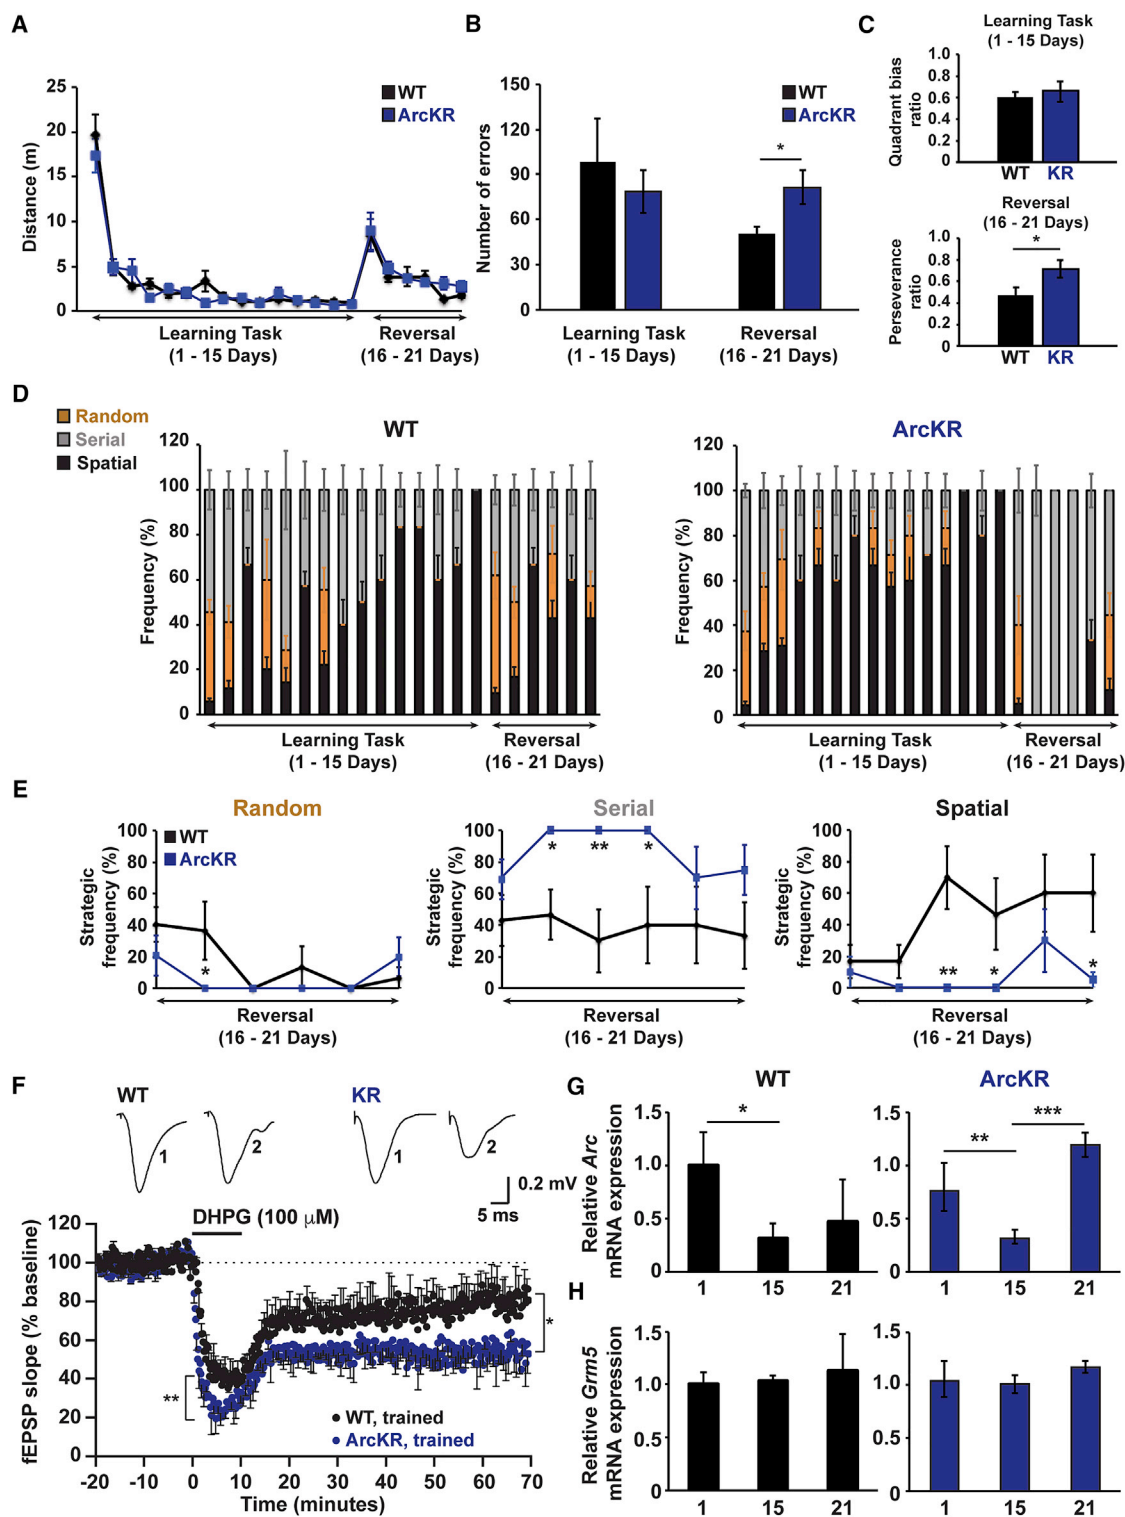 A
25
20
15
10
5
0
Distance (m)
WT
ArcKR
Learning Task
(1 - 15 Days)
Reversal
(16 - 21 Days)
B
150
120
90
60
30
0
Number of errors
WT
ArcKR
*
Learning Task
(1 - 15 Days)
Reversal
(16 - 21 Days)
C
Learning Task
(1 - 15 Days)
1.0
0.8
0.6
0.4
0.2
0
Quadrant bias
ratio
WT KR
Reversal
(16 - 21 Days)
1.0
0.8
0.6
0.4
0.2
0
Perseverance
ratio
*
WT KR
D
Random
Serial
Spatial
WT
120
100
80
60
40
20
0
Frequency (%)
Learning Task
(1 - 15 Days)
Reversal
(16 - 21 Days)
ArcKR
120
100
80
60
40
20
0
Frequency (%)
Learning Task
(1 - 15 Days)
Reversal
(16 - 21 Days)
E
Random
100
80
60
40
20
0
Strategic
frequency (%)
WT
ArcKR
*
Reversal
(16 - 21 Days)
Serial
100
80
60
40
20
0
Strategic
frequency (%)
* ** *
Reversal
(16 - 21 Days)
Spatial
100
80
60
40
20
0
Strategic
frequency (%)
** * *
Reversal
(16 - 21 Days)
F
WT
1
2
KR
1
2
0.2 mV
5 ms
DHPG (100 μM)
120
100
80
60
40
20
0
fEPSP slope (% baseline)
**
*
WT, trained
ArcKR, trained
-20 -10 0 10 20 30 40 50 60 70
Time (minutes)
G
WT
1.5
1.0
0.5
0
Relative Arc
mRNA expression
*
1 15 21
ArcKR
1.5
1.0
0.5
0
** ***
1 15 21
H
1.5
1.0
0.5
0
Relative Grm5
mRNA expression
1 15 21
1.5
1.0
0.5
0
1 15 21